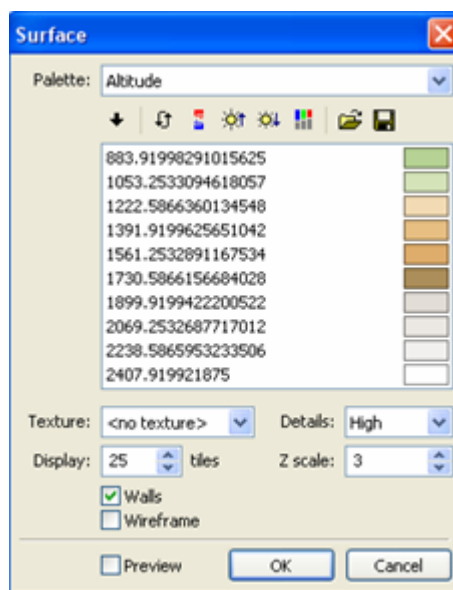 Surface
Palette: Altitude
883.91998291015625
1053.2533094618057
1222.5866360134548
1391.9199625651042
1561.2532891167534
1730.5866156684028
1899.9199422200522
2069.2532687717012
2238.5865953233506
2407.919921875
Texture: <no texture> Details: High
Display: 25 tiles Z scale: 3
Walls
Wireframe
Preview OK Cancel